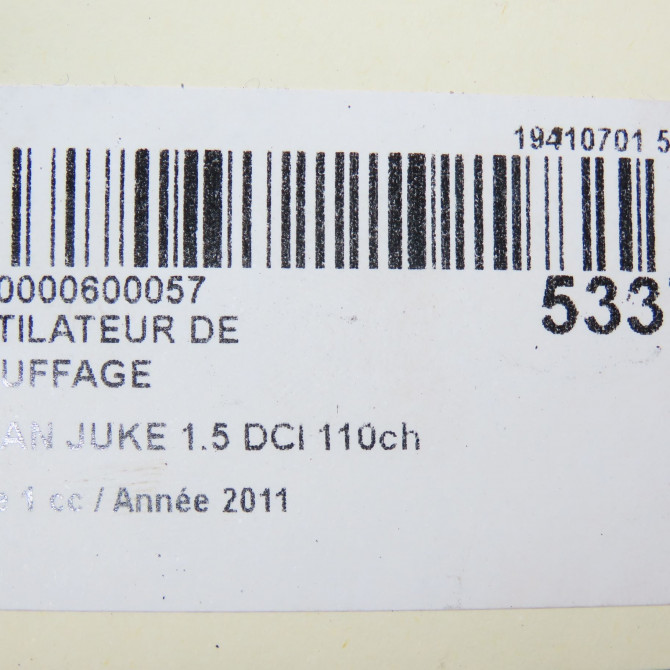 19410701 5
0000600057
533
TILATEUR DE
UFFAGE
AN JUKE 1.5 DCI 110ch
e 1 cc / Année 2011